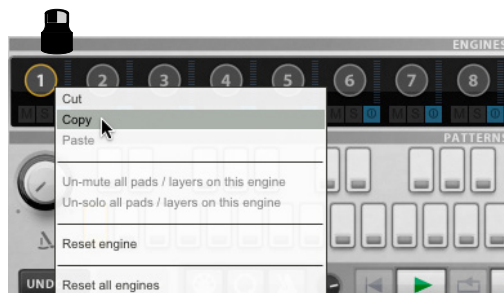 ENGINES
1 2 3 4 5 6 7 8
M S M S M S M S
Cut
Copy
Paste
PATTERNS
Un-mute all pads / layers on this engine
Un-solo all pads / layers on this engine
Reset engine
UND
Reset all engines